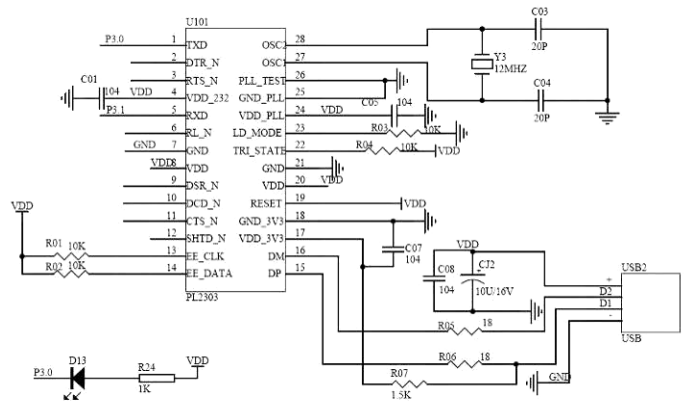 U101
P3.0 1 TXD OSC2 28
2 DTR_N OSC1 27
3 RTS_N PLL_TEST 26
C01 104 VDD 4 VDD_232 GND_PLL 25
P3.1 5 RXD VDD_PLL 24 VDD C05 104
6 RL_N LD_MODE 23 R03 10K
GND 7 GND TRI_STATE 22 R04 10K VDD
VDD 8 VDD GND 21
9 DSR_N VDD 20 VDD
10 DCD_N RESET 19 VDD
11 CTS_N GND_3V3 18
12 SHTD_N VDD_3V3 17
13 EE_CLK DM 16
14 EE_DATA DP 15
PL2303
C03
20P
Y3
12MHZ
C04
20P
VDD
R01 10K
R02 10K
C07
104
VDD
C08
104
CJ2
10U/16V
+
USB2
D2
D1
-
USB
R05 18
R06 18
R07
1.5K
GND
P3.0 D13 R24 VDD
1K